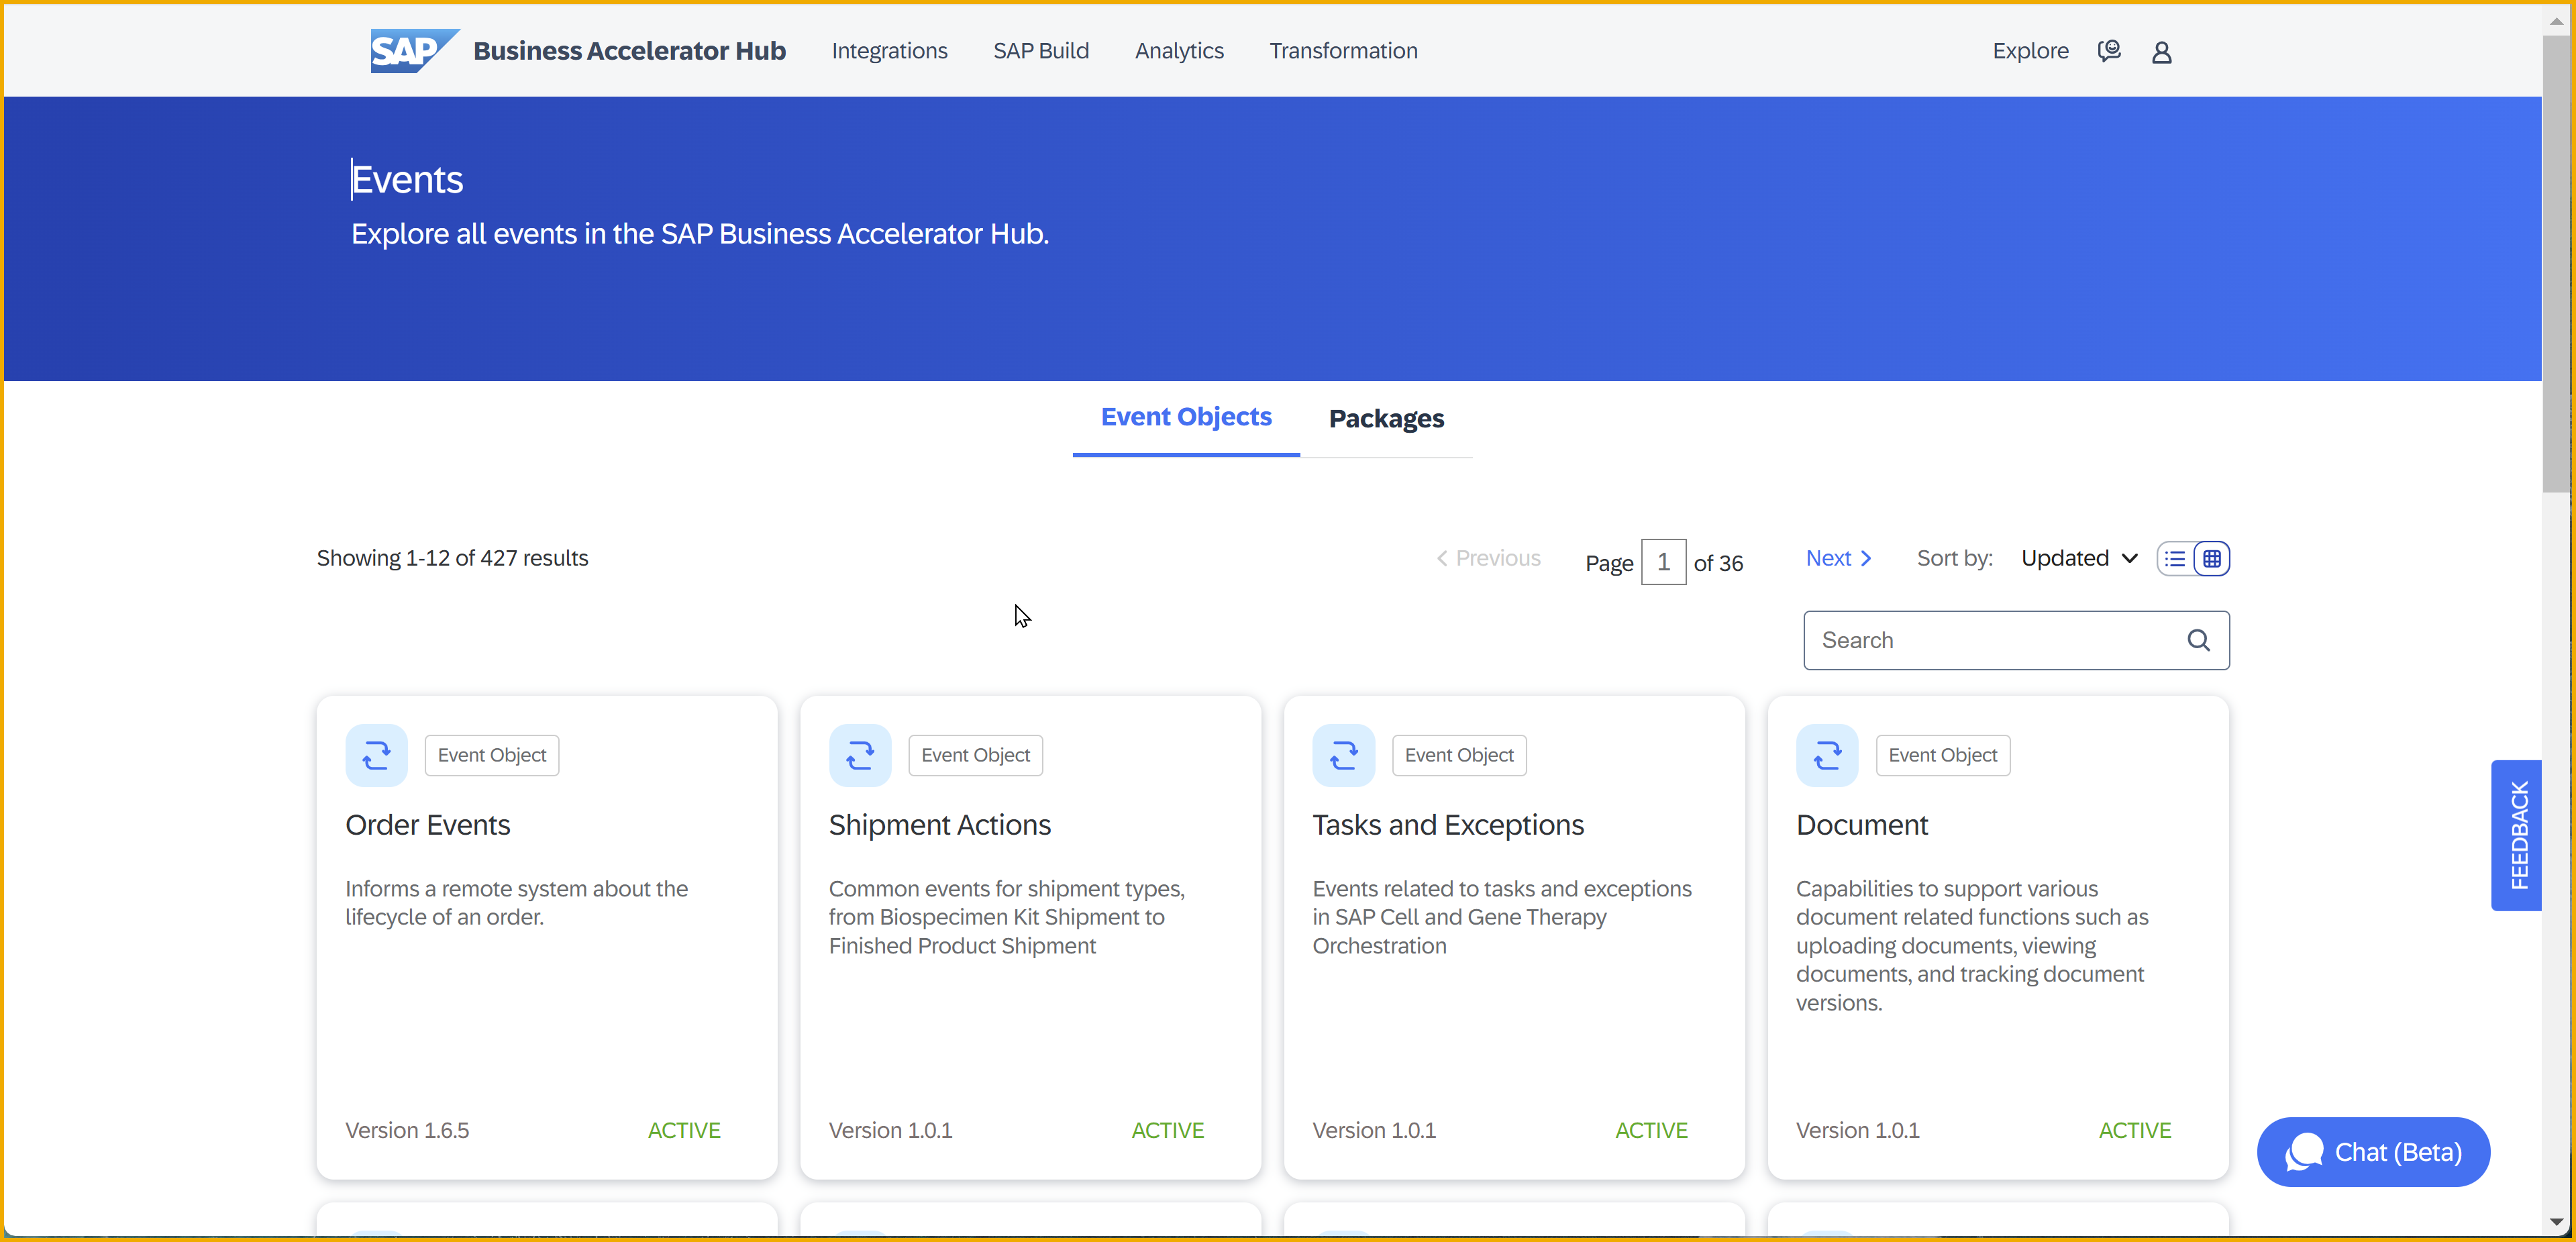 SAP Business Accelerator Hub Integrations SAP Build Analytics Transformation Explore
Events
Explore all events in the SAP Business Accelerator Hub.
Event Objects Packages
Showing 1-12 of 427 results Previous Page 1 of 36 Next Sort by: Updated
Search
Event Object
Order Events
Informs a remote system about the
lifecycle of an order.
Version 1.6.5 ACTIVE
Event Object
Shipment Actions
Common events for shipment types,
from Biospecimen Kit Shipment to
Finished Product Shipment
Version 1.0.1 ACTIVE
Event Object
Tasks and Exceptions
Events related to tasks and exceptions
in SAP Cell and Gene Therapy
Orchestration
Version 1.0.1 ACTIVE
Event Object
Document
Capabilities to support various
document related functions such as
uploading documents, viewing
documents, and tracking document
versions.
Version 1.0.1 ACTIVE
FEEDBACK
Chat (Beta)